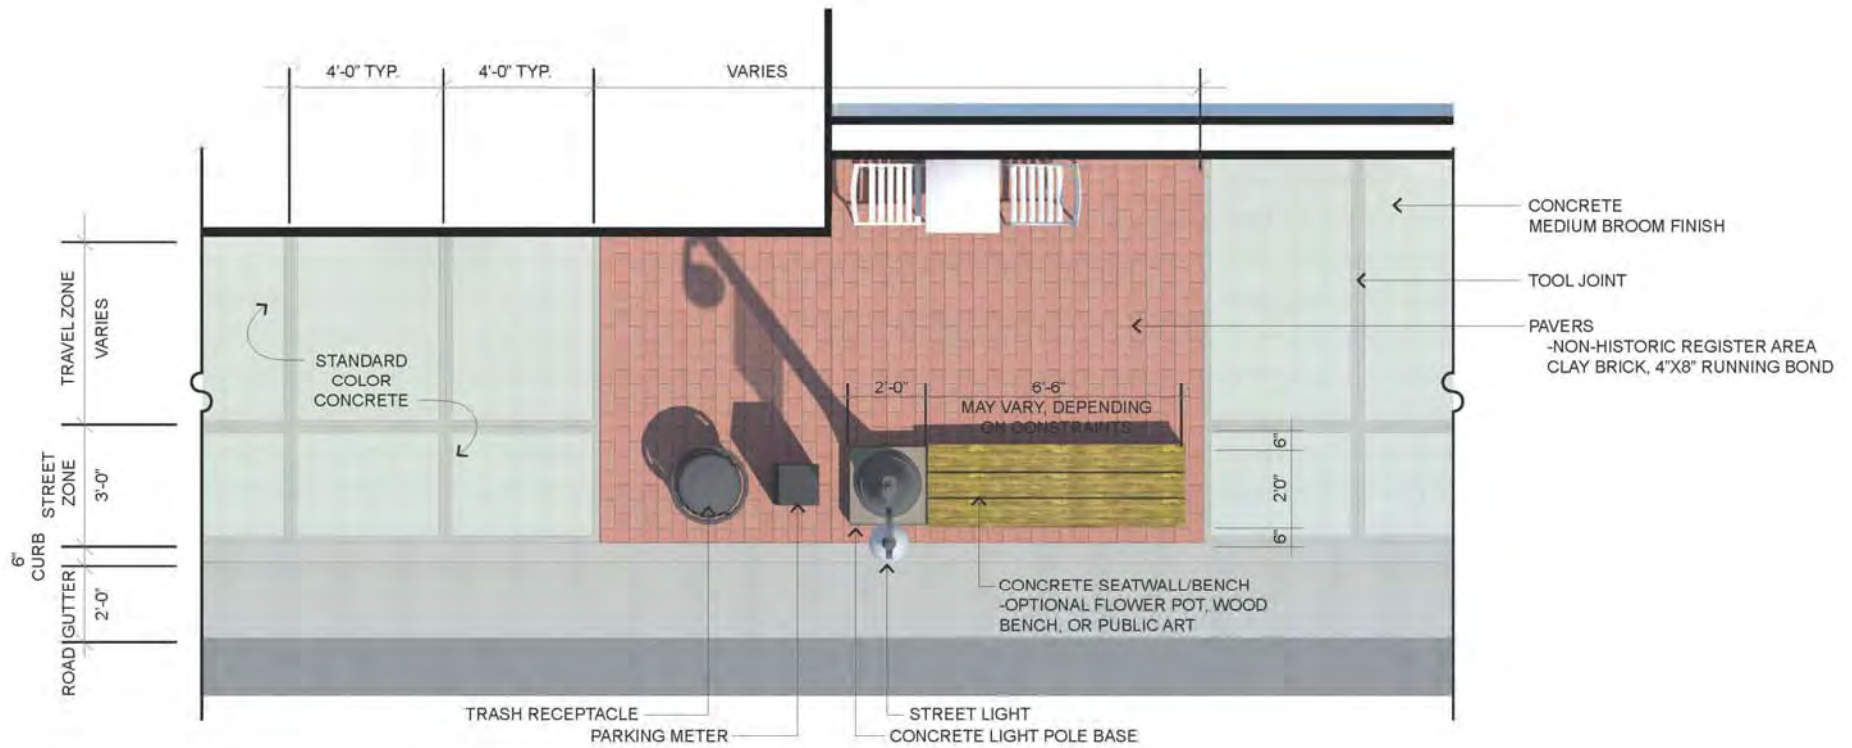 4'-0" TYP.
4'-0" TYP.
VARIES
CONCRETE
MEDIUM BROOM FINISH
TOOL JOINT
PAVERS
-NON-HISTORIC REGISTER AREA
CLAY BRICK, 4"X8" RUNNING BOND
TRAVEL ZONE
VARIES
STANDARD
COLOR
CONCRETE
2'-0"
6'-6"
MAY VARY, DEPENDING
ON CONSTRAINTS
STREET
ZONE
3'-0"
6"
2'0"
6"
6"
CURB
GUTTER
2'-0"
ROAD
CONCRETE SEATWALL/BENCH
-OPTIONAL FLOWER POT, WOOD
BENCH, OR PUBLIC ART
TRASH RECEPTACLE
STREET LIGHT
PARKING METER
CONCRETE LIGHT POLE BASE